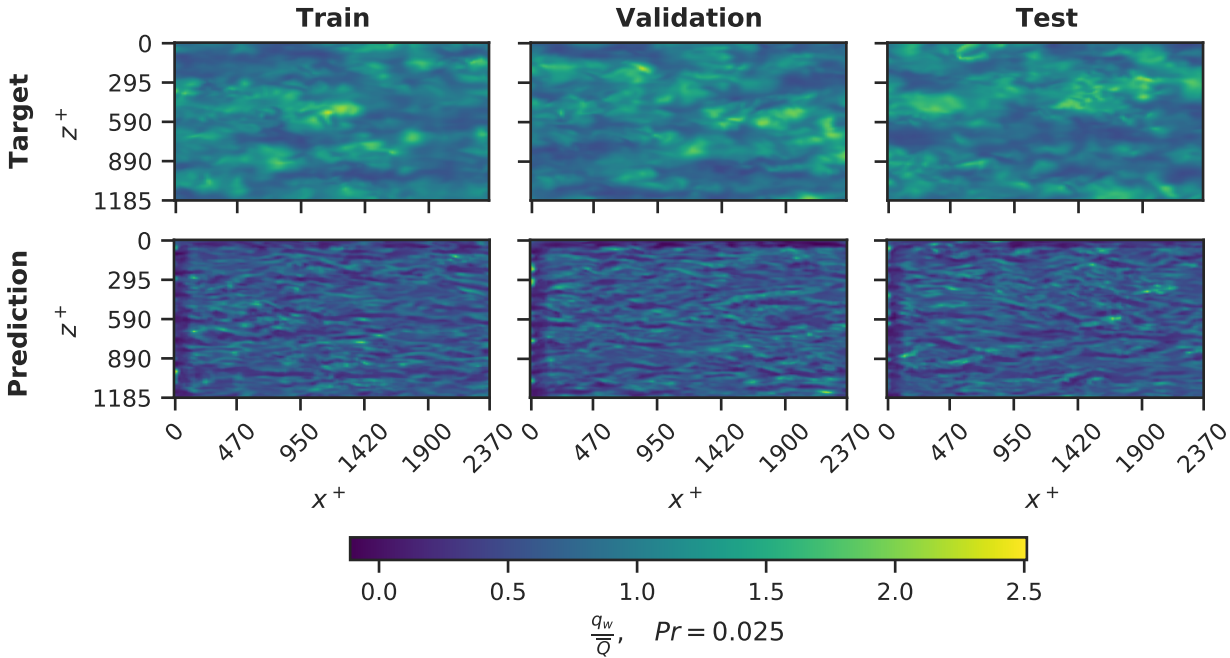 Train Validation Test
Target
z+
0
295
590
890
1185
Prediction
z+
0
295
590
890
1185
0 470 950 1420 1900 2370 0 470 950 1420 1900 2370 0 470 950 1420 1900 2370
x+ x+ x+
0.0 0.5 1.0 1.5 2.0 2.5
q_w/Q̅, Pr = 0.025